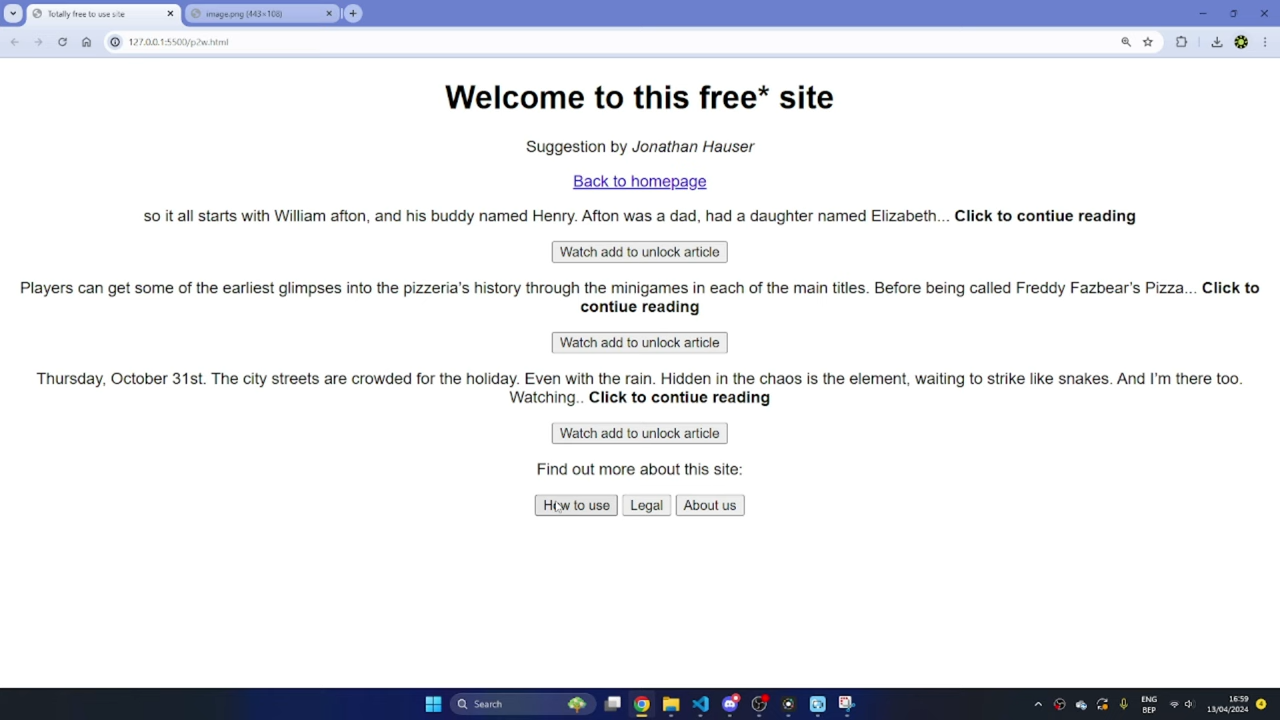 Totally free to use site
image.png (443×108)
127.0.0.1:5500/p2w.html
Welcome to this free* site
Suggestion by Jonathan Hauser
Back to homepage
so it all starts with William afton, and his buddy named Henry. Afton was a dad, had a daughter named Elizabeth... Click to contiue reading
Watch add to unlock article
Players can get some of the earliest glimpses into the pizzeria's history through the minigames in each of the main titles. Before being called Freddy Fazbear's Pizza... Click to
contiue reading
Watch add to unlock article
Thursday, October 31st. The city streets are crowded for the holiday. Even with the rain. Hidden in the chaos is the element, waiting to strike like snakes. And I'm there too.
Watching.. Click to contiue reading
Watch add to unlock article
Find out more about this site:
How to use Legal About us
Search
ENG 16:59
BEP 13/04/2024